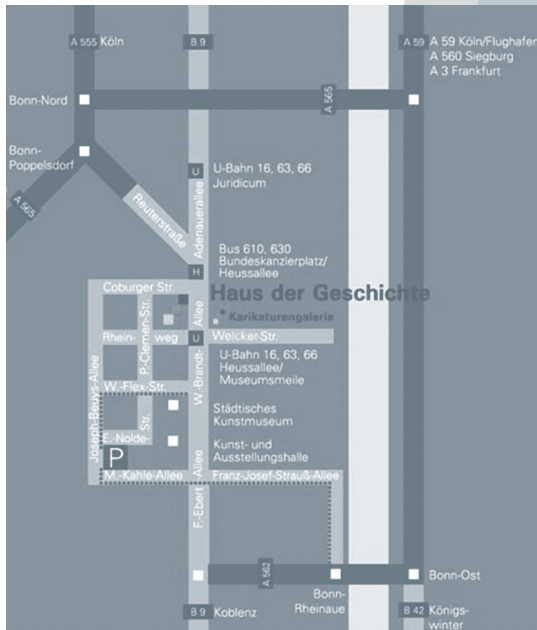 A 555 Köln
B 9
A 59
A 59 Köln/Flughafen
A 560 Siegburg
A 3 Frankfurt
Bonn-Nord
A 565
Bonn-
Poppelsdorf
A 565
Reuterstraße
U
U-Bahn 16, 63, 66
Juridicum
Adenauerallee
Bus 610, 630
Bundeskanzlerplatz/
Heussallee
H
Coburger Str.
Haus der Geschichte
Karikaturengalerie
P.-Clemen-Str.
W.-Brandt- Allee
Rhein- weg
U
Welcker-Str.
U-Bahn 16, 63, 66
Heussallee/
Museumsmeile
Joseph-Beuys-Allee
W.-Flex-Str.
Städtisches
Kunstmuseum
E.-Nolde-
Str.
Kunst- und
Ausstellungshalle
P
M.-Kahle-Allee
Franz-Josef-Strauß-Allee
F.-Ebert- Allee
A 562
Bonn-Ost
Bonn-
Rheinaue
B 9 Koblenz
B 42 Königs-
winter